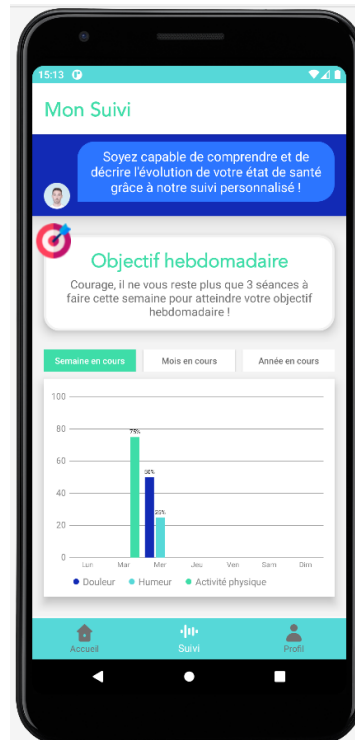 15:13
Mon Suivi
Soyez capable de comprendre et de
décrire l'évolution de votre état de santé
grâce à notre suivi personnalisé !
Objectif hebdomadaire
Courage, il ne vous reste plus que 3 séances à
faire cette semaine pour atteindre votre objectif
hebdomadaire !
Semaine en cours Mois en cours Année en cours
100
80
75%
60
50%
40
25%
20
0
Lun Mar Mer Jeu Ven Sam Dim
Douleur Humeur Activité physique
Accueil Suivi Profil